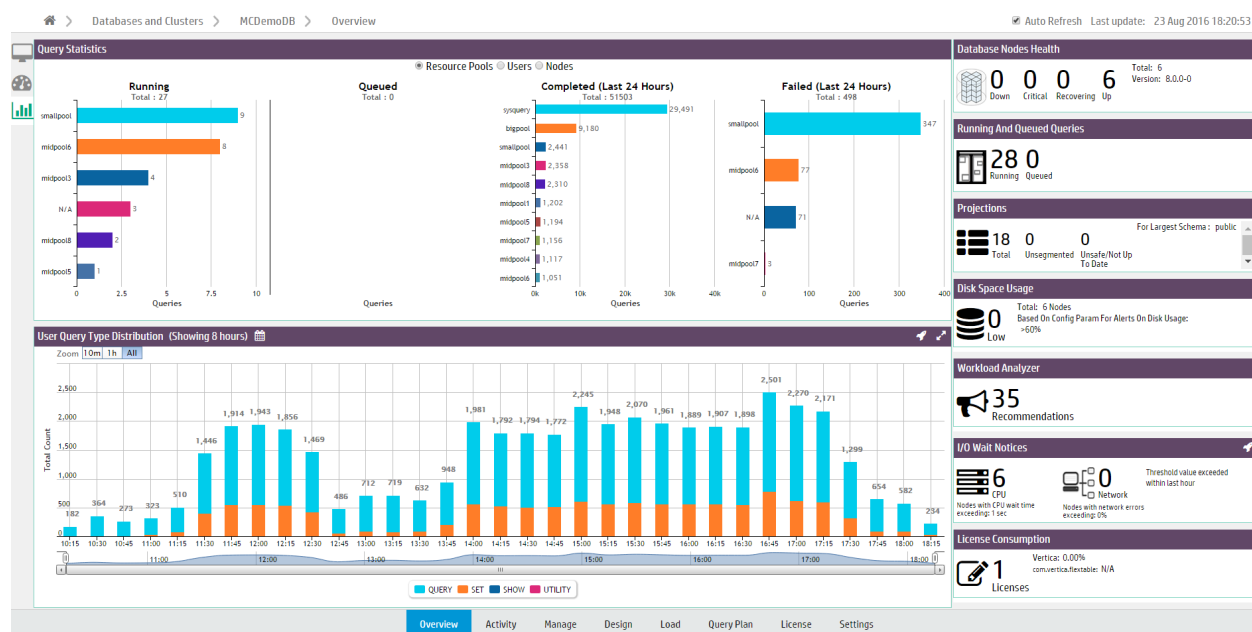 Databases and Clusters MCDemoDB Overview
Auto Refresh Last update: 23 Aug 2016 18:20:53
Query Statistics
Resource Pools Users Nodes
Running
Total : 27
smallpool 9
midpool6 8
midpool3 4
N/A 3
midpool8 2
midpool5 1
0 2.5 5 7.5 10
Queries
Queued
Total : 0
Queries
Completed (Last 24 Hours)
Total : 51503
sysquery 29,491
bigpool 9,180
smallpool 2,441
midpool3 2,358
midpool8 2,310
midpool1 1,202
midpool5 1,194
midpool7 1,156
midpool4 1,117
midpool6 1,051
0k 10k 20k 30k 40k
Queries
Failed (Last 24 Hours)
Total : 498
smallpool 347
midpool6 77
N/A 71
midpool7 3
0 100 200 300 400
Queries
User Query Type Distribution (Showing 8 hours)
Zoom 10m 1h All
Total Count
2,500
2,000
1,500
1,000
500
0
182 364 273 323 510 1,446 1,914 1,943 1,856 1,469 486 712 719 632 948 1,981 1,792 1,794 1,772 2,245 1,948 2,070 1,961 1,889 1,907 1,898 2,501 2,270 2,171 1,299 654 582 234
10:15 10:30 10:45 11:00 11:15 11:30 11:45 12:00 12:15 12:30 12:45 13:00 13:15 13:30 13:45 14:00 14:15 14:30 14:45 15:00 15:15 15:30 15:45 16:00 16:15 16:30 16:45 17:00 17:15 17:30 17:45 18:00 18:15
11:00 12:00 13:00 14:00 15:00 16:00 17:00 18:00
QUERY SET SHOW UTILITY
Database Nodes Health
0 0 0 6
Down Critical Recovering Up
Total: 6
Version: 8.0.0-0
Running And Queued Queries
28 0
Running Queued
Projections
For Largest Schema : public
18 0 0
Total Unsegmented Unsafe/Not Up
To Date
Disk Space Usage
0
Low
Total: 6 Nodes
Based On Config Param For Alerts On Disk Usage:
>60%
Workload Analyzer
35
Recommendations
I/O Wait Notices
6
CPU
Nodes with CPU wait time
exceeding: 1 sec
0
Network
Nodes with network errors
exceeding: 0%
Threshold value exceeded
within last hour
License Consumption
1
Licenses
Vertica: 0.00%
com.vertica.flextable: N/A
Overview Activity Manage Design Load Query Plan License Settings